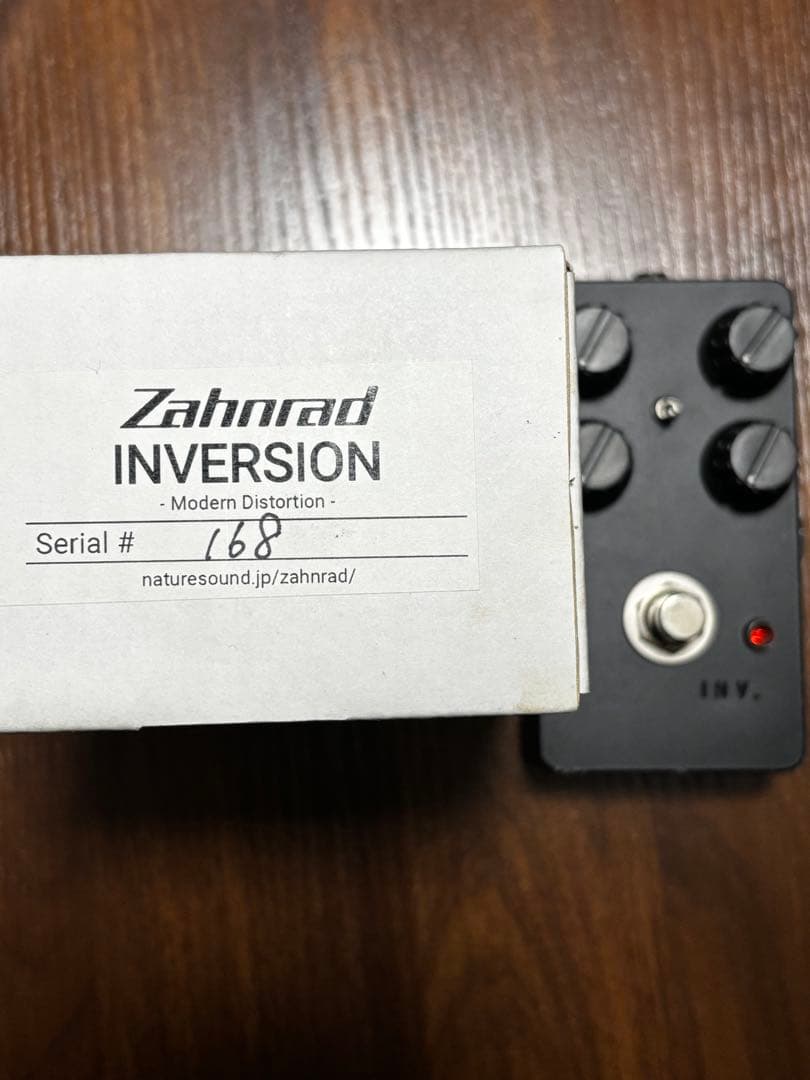 Zahnrad
INVERSION
- Modern Distortion -
Serial # 168
naturesound.jp/zahnrad/
INV.